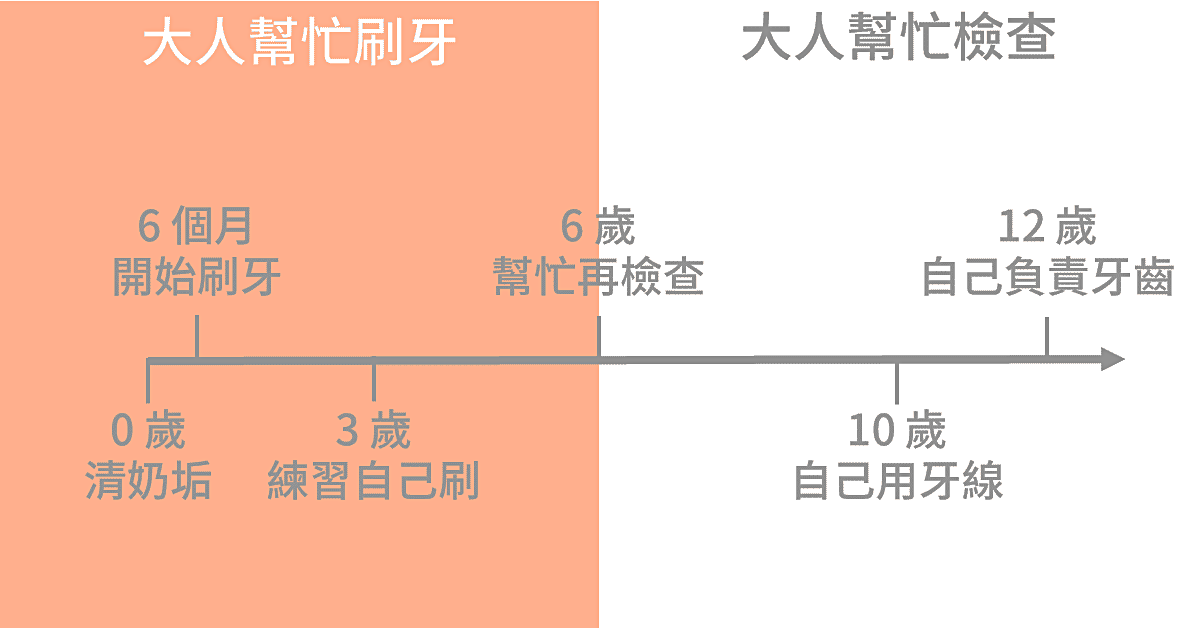 大人幫忙刷牙
大人幫忙檢查
6 個月
開始刷牙
6 歲
幫忙再檢查
12 歲
自己負責牙齒
0 歲
清奶垢
3 歲
練習自己刷
10 歲
自己用牙線